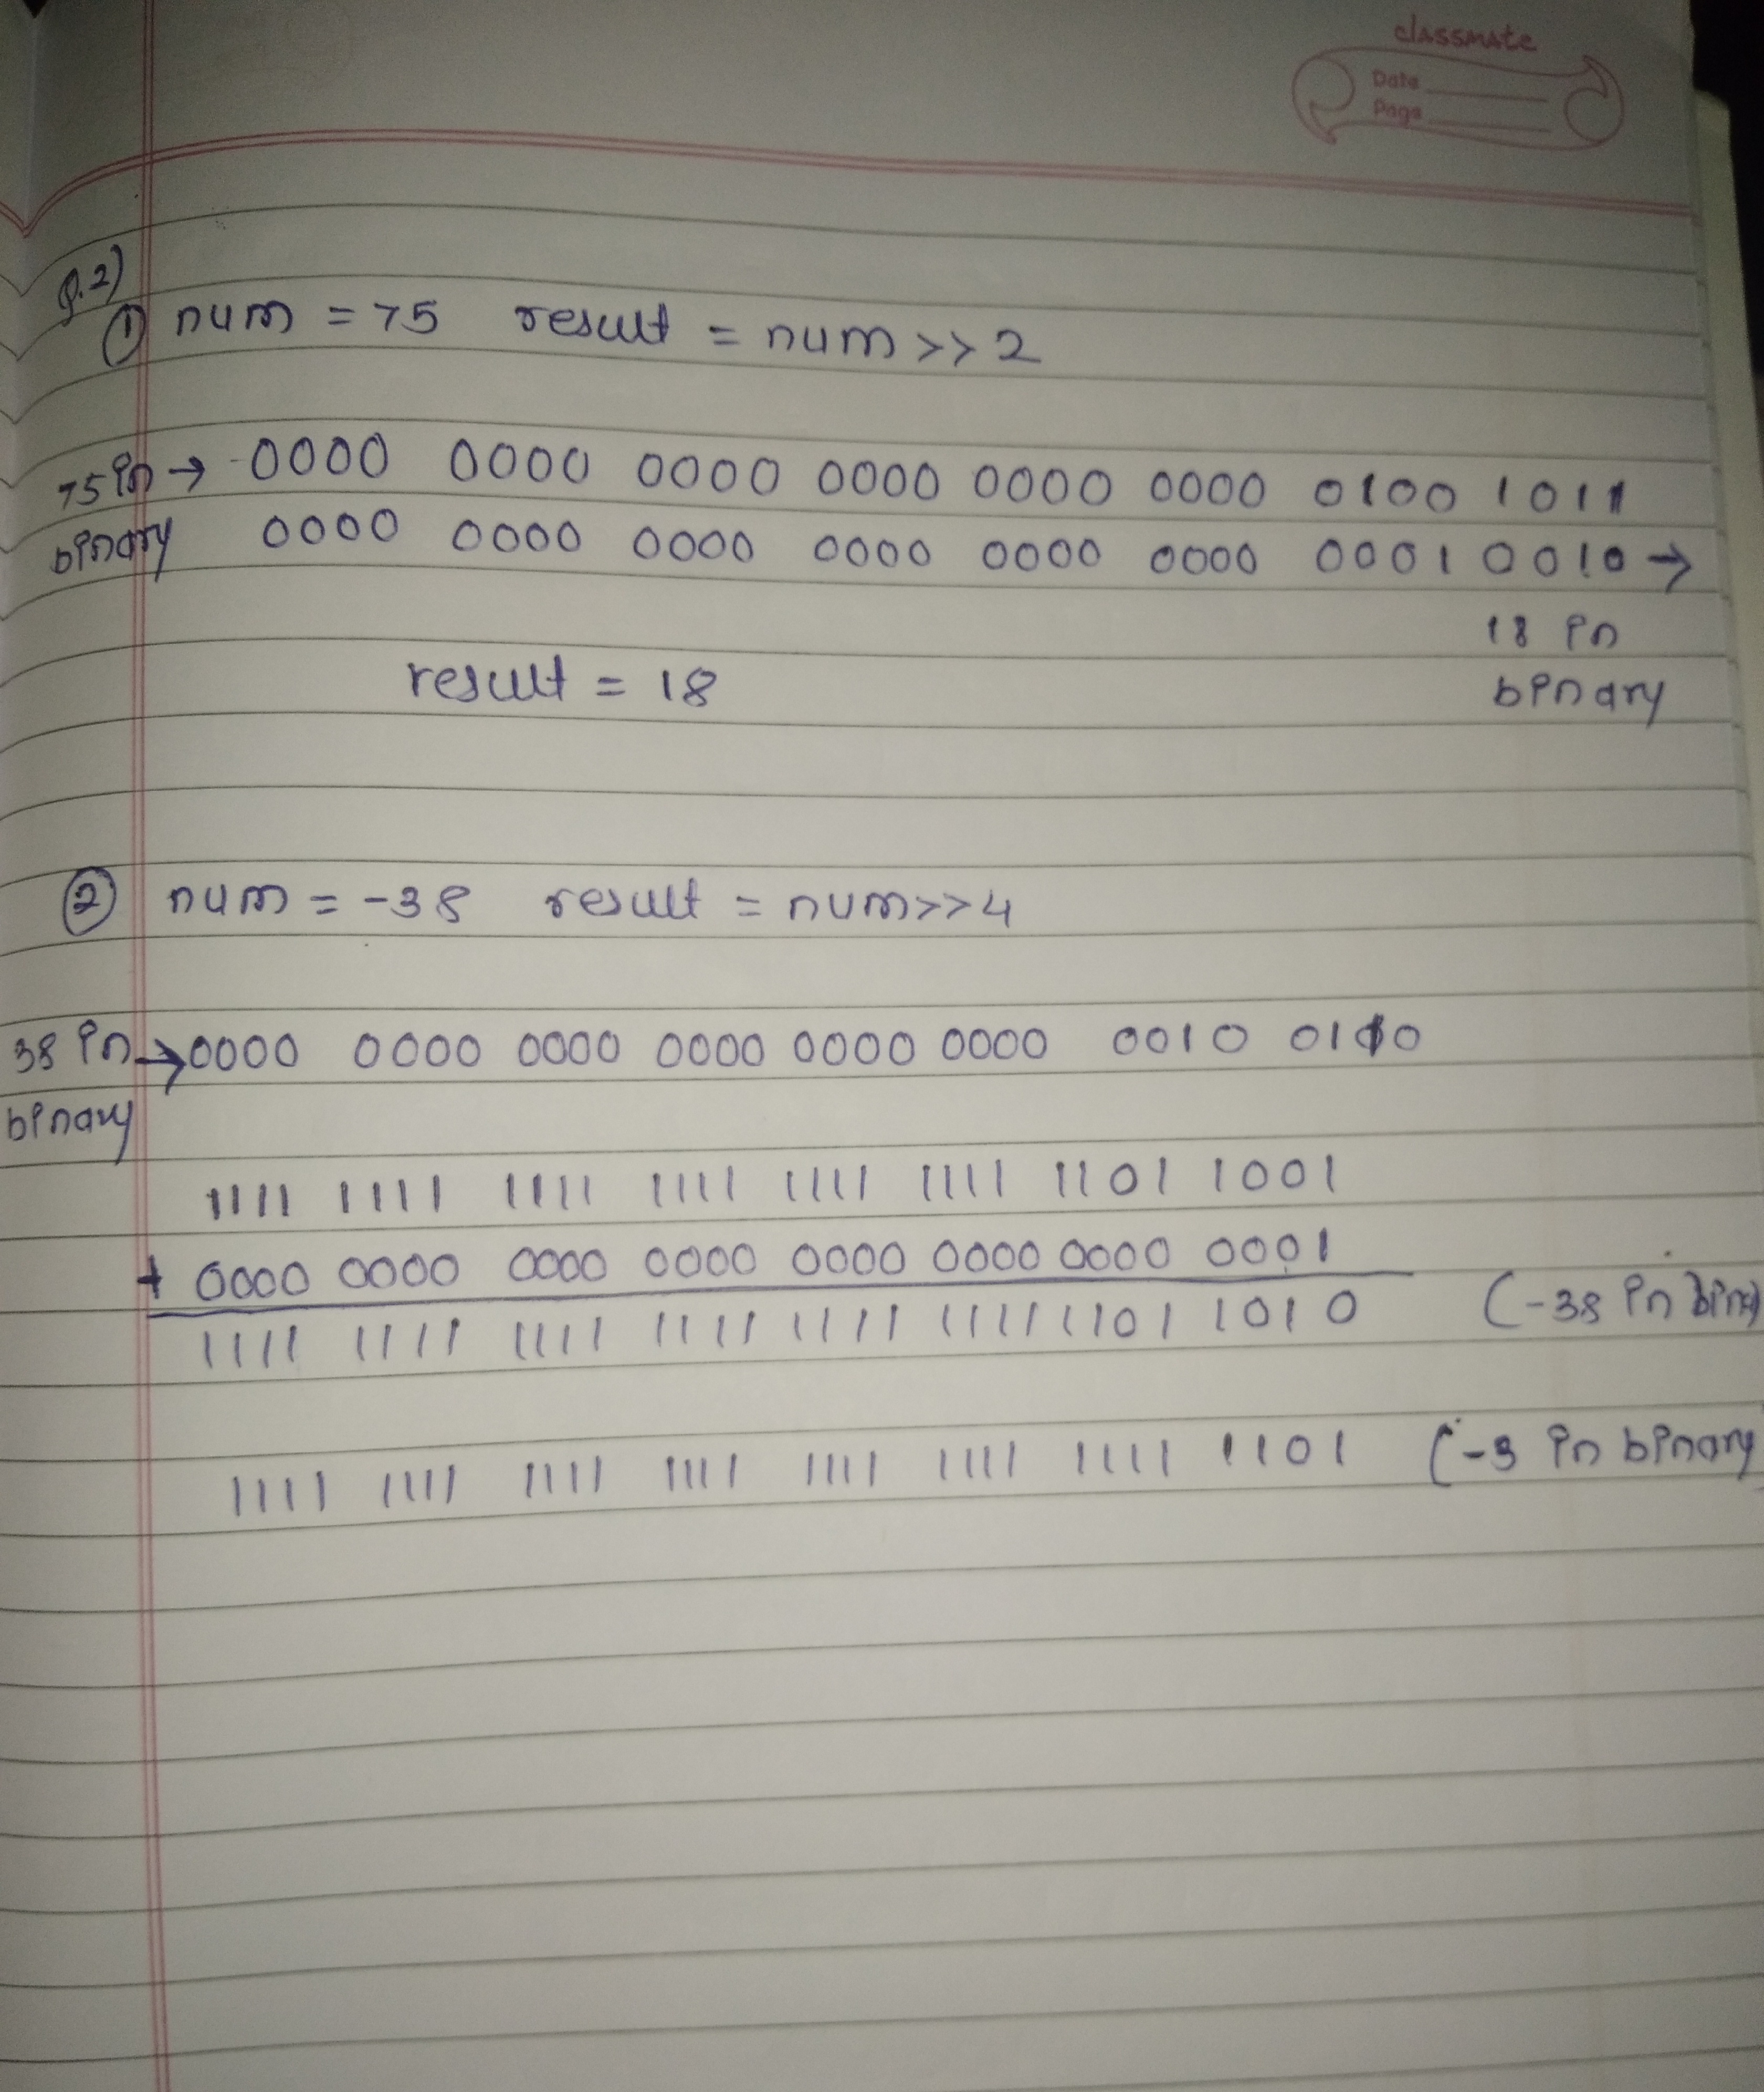 classmate
Date
Page
Q.2)
① num = 75 result = num >> 2
75 in → 0000 0000 0000 0000 0000 0000 0100 1011
binary 0000 0000 0000 0000 0000 0000 0001 0010 →
18 in
result = 18 binary
② num = -38 result = num>>4
38 in → 0000 0000 0000 0000 0000 0000 0010 0110
binary
1111 1111 1111 1111 1111 1111 1101 1001
+ 0000 0000 0000 0000 0000 0000 0000 0001
1111 1111 1111 1111 1111 1111 1101 1010 (-38 in bina
1111 1111 1111 1111 1111 1111 1111 1101 (-3 in binary